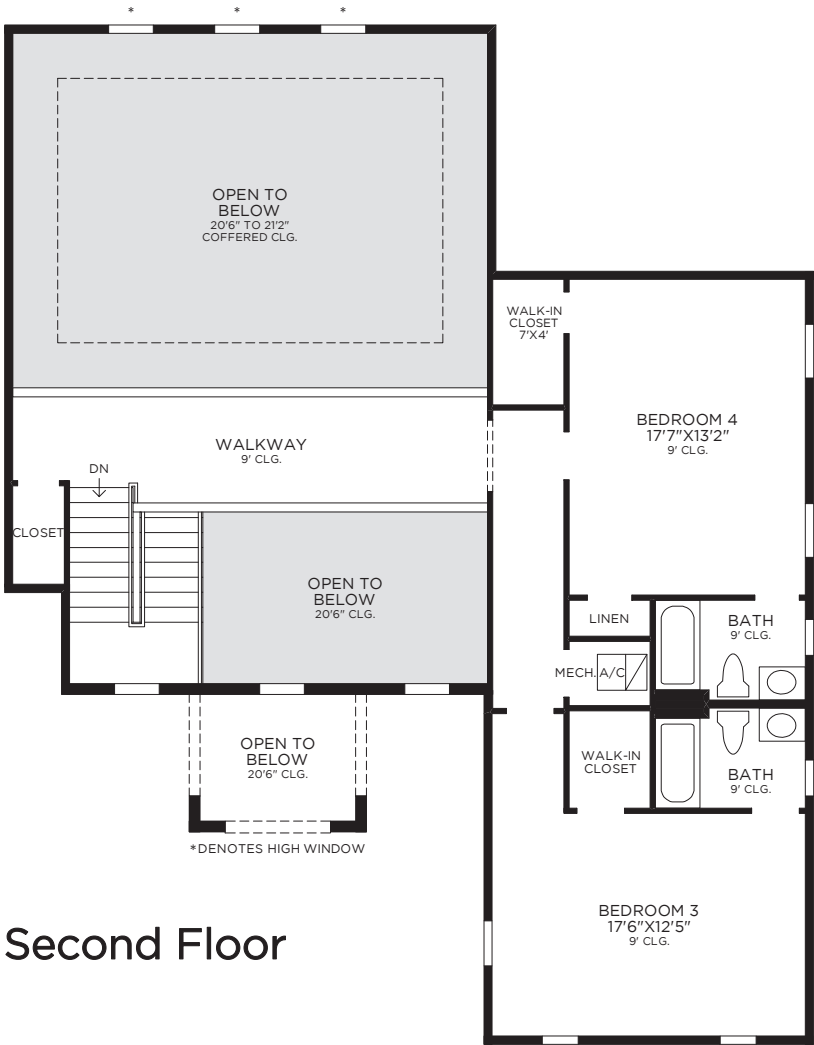 * * *
OPEN TO
BELOW
20'6" TO 21'2"
COFFERED CLG.
WALK-IN
CLOSET
7'X4'
BEDROOM 4
17'7"X13'2"
9' CLG.
WALKWAY
9' CLG.
DN
CLOSET
OPEN TO
BELOW
20'6" CLG.
LINEN
BATH
9' CLG.
MECH. A/C
OPEN TO
BELOW
20'6" CLG.
WALK-IN
CLOSET
BATH
9' CLG.
*DENOTES HIGH WINDOW
BEDROOM 3
17'6"X12'5"
9' CLG.
Second Floor